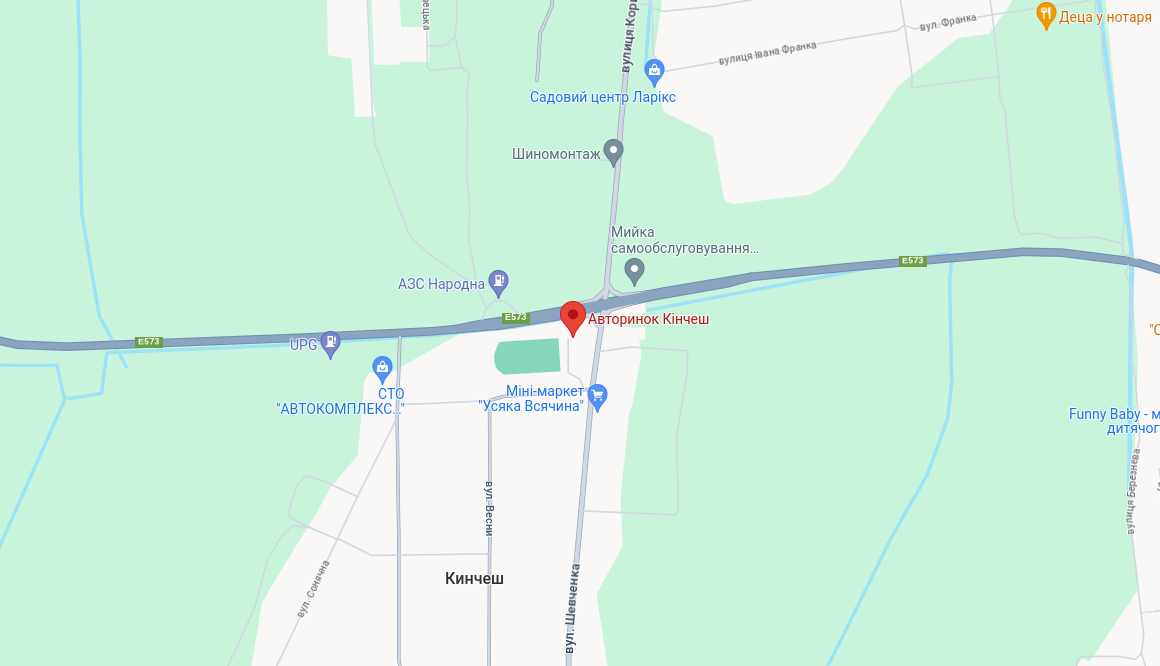 Деца у нотаря
вул. Франка
вулиця Івана Франка
Садовий центр Ларікс
Шиномонтаж
Мийка
самообслуговування...
E573
АЗС Народна
E573
Авторинок Кінчеш
E573
UPG
СТО
"АВТОКОМПЛЕКС..."
Міні-маркет
"Усяка Всячина"
Funny Baby - м
дитячог
вулиця Березнева
вул. Весни
Кинчеш
вул. Сонячна
вул. Шевченка
вулиця Кори